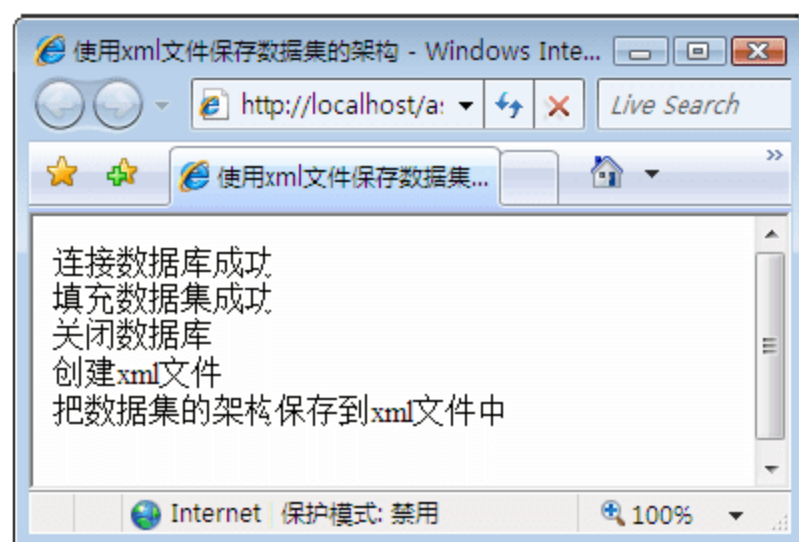 使用xml文件保存数据集的架构 - Windows Inte...
http://localhost/a
Live Search
使用xml文件保存数据集...
连接数据库成功
填充数据集成功
关闭数据库
创建xml文件
把数据集的架构保存到xml文件中
Internet 保护模式: 禁用 100%